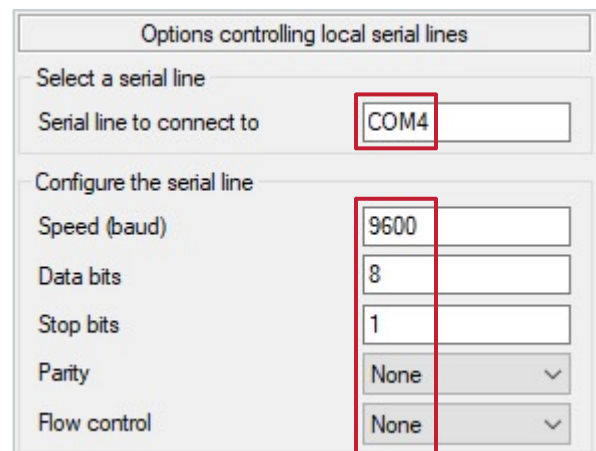 Options controlling local serial lines
Select a serial line
Serial line to connect to COM4
Configure the serial line
Speed (baud) 9600
Data bits 8
Stop bits 1
Parity None
Flow control None